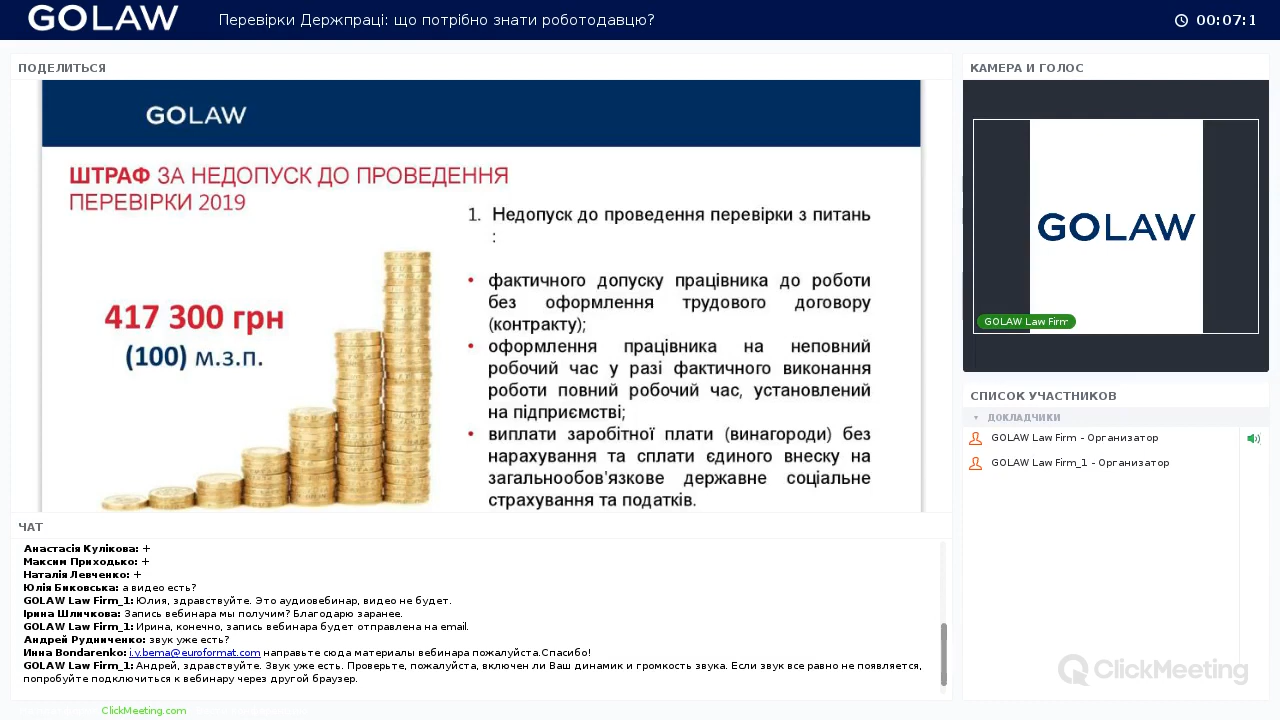 GOLAW
Перевірки Держпраці: що потрібно знати роботодавцю?
00:07:1
ПОДЕЛИТЬСЯ
GOLAW
ШТРАФ ЗА НЕДОПУСК ДО ПРОВЕДЕННЯ
ПЕРЕВІРКИ 2019
417 300 грн
(100) м.з.п.
1. Недопуск до проведення перевірки з питань
:
• фактичного допуску працівника до роботи
без оформлення трудового договору
(контракту);
• оформлення працівника на неповний
робочий час у разі фактичного виконання
роботи повний робочий час, установлений
на підприємстві;
• виплати заробітної плати (винагороди) без
нарахування та сплати єдиного внеску на
загальнообов'язкове державне соціальне
страхування та податків.
ЧАТ
Анастасія Кулікова: +
Максим Приходько: +
Наталія Левченко: +
Юлія Биковська: а видео есть?
GOLAW Law Firm_1: Юлия, здравствуйте. Это аудиовебинар, видео не будет.
Ірина Шличкова: Запись вебинара мы получим? Благодарю заранее.
GOLAW Law Firm_1: Ирина, конечно, запись вебинара будет отправлена на email.
Андрей Рудниченко: звук уже есть?
Инна Bondarenko: i.v.bema@euroformat.com направьте сюда материалы вебинара пожалуйста.Спасибо!
GOLAW Law Firm_1: Андрей, здравствуйте. Звук уже есть. Проверьте, пожалуйста, включен ли Ваш динамик и громкость звука. Если звук все равно не появляется,
попробуйте подключиться к вебинару через другой браузер.
ClickMeeting.com
КАМЕРА И ГОЛОС
GOLAW
GOLAW Law Firm
СПИСОК УЧАСТНИКОВ
ДОКЛАДЧИКИ
GOLAW Law Firm - Организатор
GOLAW Law Firm_1 - Организатор
ClickMeeting